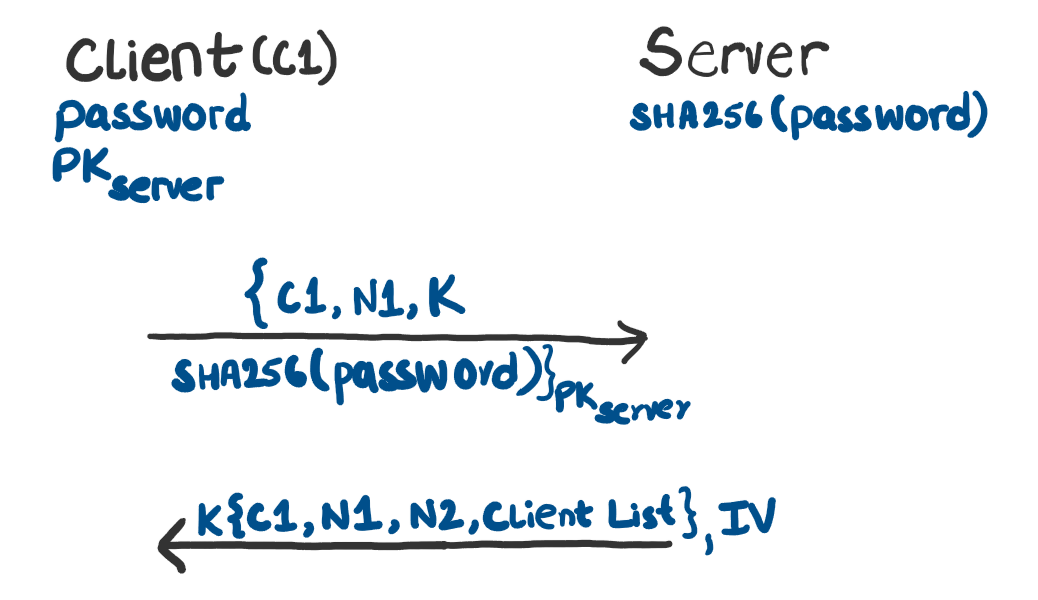 Client (C1)
Server
password
SHA256 (password)
PKserver
{ C1, N1, K
SHA256(password)}PKserver
K{C1, N1, N2, Client List}, IV